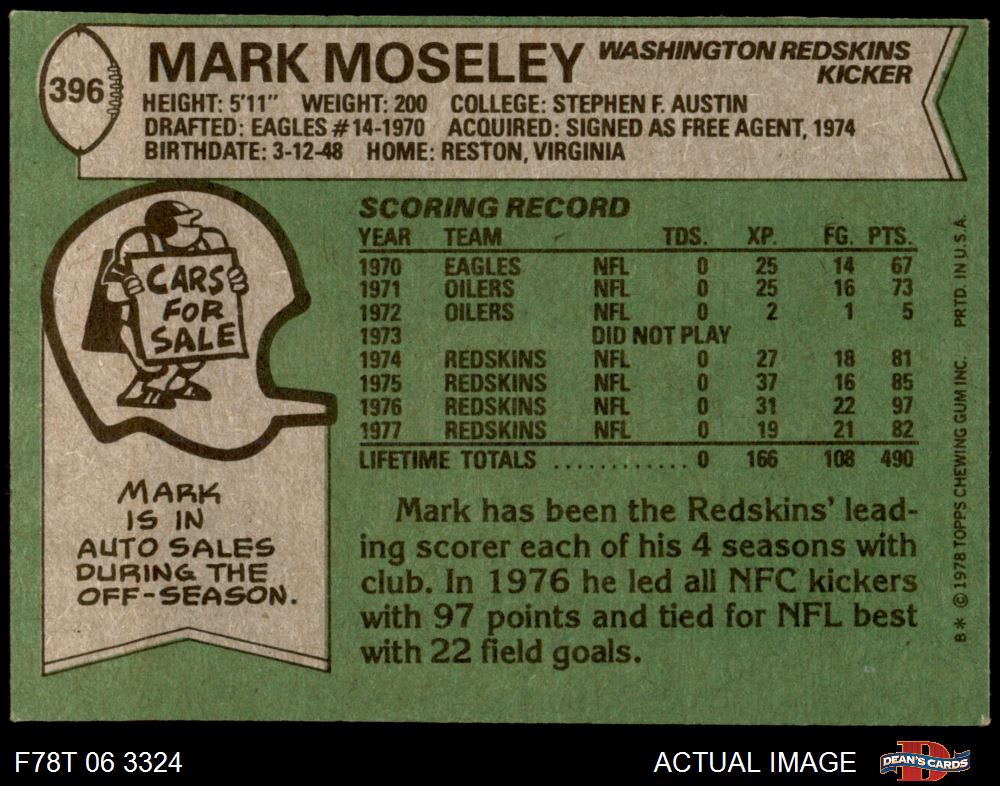 396
MARK MOSELEY
WASHINGTON REDSKINS
KICKER
HEIGHT: 5'11" WEIGHT: 200 COLLEGE: STEPHEN F. AUSTIN
DRAFTED: EAGLES #14-1970 ACQUIRED: SIGNED AS FREE AGENT, 1974
BIRTHDATE: 3-12-48 HOME: RESTON, VIRGINIA
CARS
FOR
SALE
MARK
IS IN
AUTO SALES
DURING THE
OFF-SEASON.
SCORING RECORD
YEAR TEAM TDS. XP. FG. PTS.
1970 EAGLES NFL 0 25 14 67
1971 OILERS NFL 0 25 16 73
1972 OILERS NFL 0 2 1 5
1973 DID NOT PLAY
1974 REDSKINS NFL 0 27 18 81
1975 REDSKINS NFL 0 37 16 85
1976 REDSKINS NFL 0 31 22 97
1977 REDSKINS NFL 0 19 21 82
LIFETIME TOTALS ............ 0 166 108 490
Mark has been the Redskins' lead-
ing scorer each of his 4 seasons with
club. In 1976 he led all NFC kickers
with 97 points and tied for NFL best
with 22 field goals.
B* © 1978 TOPPS CHEWING GUM INC. PRTD. IN U.S.A.
F78T 06 3324
ACTUAL IMAGE
D
DEAN'S CARDS